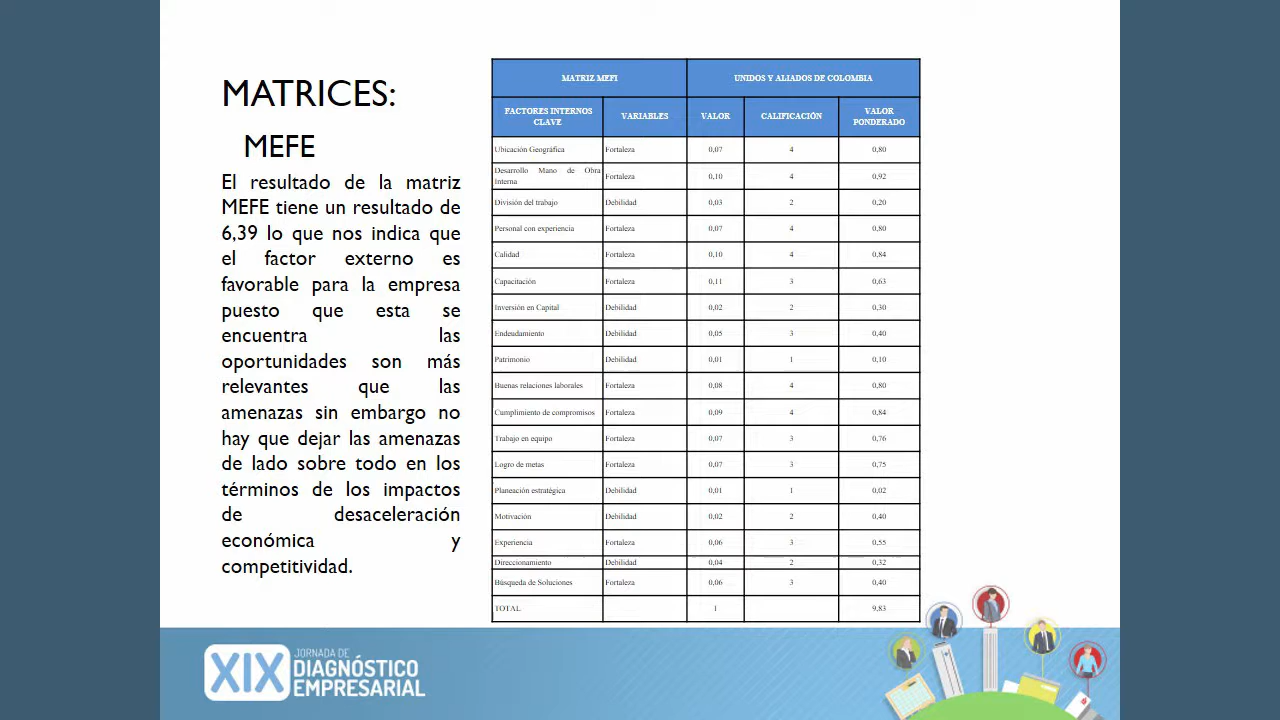 MATRICES:
MEFE
El resultado de la matriz
MEFE tiene un resultado de
6,39 lo que nos indica que
el factor externo es
favorable para la empresa
puesto que esta se
encuentra las
oportunidades son más
relevantes que las
amenazas sin embargo no
hay que dejar las amenazas
de lado sobre todo en los
términos de los impactos
de desaceleración
económica y
competitividad.
MATRIZ MEFI UNIDOS Y ALIADOS DE COLOMBIA
FACTORES INTERNOS CLAVE VARIABLES VALOR CALIFICACIÓN VALOR PONDERADO
Ubicación Geográfica Fortaleza 0,07 4 0,80
Desarrollo Mano de Obra Interna Fortaleza 0,10 4 0,92
División del trabajo Debilidad 0,03 2 0,20
Personal con experiencia Fortaleza 0,07 4 0,80
Calidad Fortaleza 0,10 4 0,84
Capacitación Fortaleza 0,11 3 0,63
Inversión en Capital Debilidad 0,02 2 0,30
Endeudamiento Debilidad 0,05 3 0,40
Patrimonio Debilidad 0,01 1 0,10
Buenas relaciones laborales Fortaleza 0,08 4 0,80
Cumplimiento de compromisos Fortaleza 0,09 4 0,84
Trabajo en equipo Fortaleza 0,07 3 0,76
Logro de metas Fortaleza 0,07 3 0,75
Planeación estratégica Debilidad 0,01 1 0,02
Motivación Debilidad 0,02 2 0,40
Experiencia Fortaleza 0,06 3 0,55
Direccionamiento Debilidad 0,04 2 0,32
Búsqueda de Soluciones Fortaleza 0,06 3 0,40
TOTAL 1 9,83
XIX
JORNADA DE
DIAGNÓSTICO
EMPRESARIAL